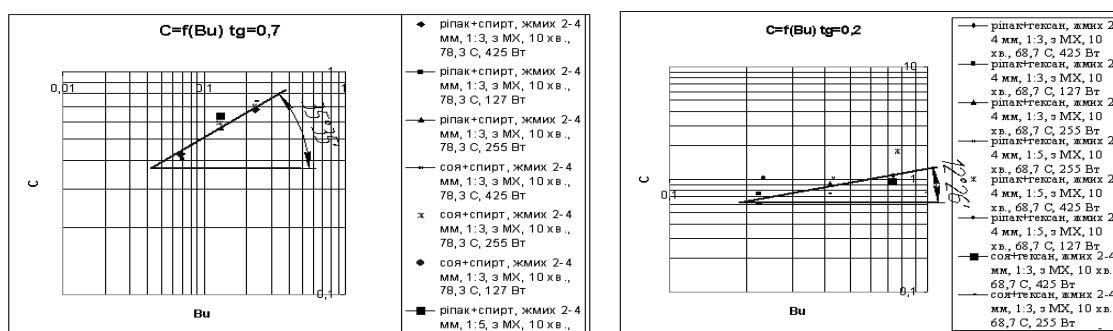 C=f(Bu) tg=0,7
1
0,01
0,1
1
C
35°35'
0,1
Bu
ріпак+спирт, жмих 2-4
мм, 1:3, з МХ, 10 хв.,
78,3 С, 425 Вт
ріпак+спирт, жмих 2-4
мм, 1:3, з МХ, 10 хв.,
78,3 С, 127 Вт
ріпак+спирт, жмих 2-4
мм, 1:3, з МХ, 10 хв.,
78,3 С, 255 Вт
соя+спирт, жмих 2-4
мм, 1:3, з МХ, 10 хв.,
78,3 С, 425 Вт
соя+спирт, жмих 2-4
мм, 1:3, з МХ, 10 хв.,
78,3 С, 255 Вт
соя+спирт, жмих 2-4
мм, 1:3, з МХ, 10 хв.,
78,3 С, 127 Вт
ріпак+спирт, жмих 2-4
мм, 1:5, з МХ, 10 хв.,
C=f(Bu) tg=0,2
10
C
0,1
1
12°26'
0,1
Bu
ріпак+гексан, жмих 2-
4 мм, 1:3, з МХ, 10
хв., 68,7 С, 425 Вт
ріпак+гексан, жмих 2-
4 мм, 1:3, з МХ, 10
хв., 68,7 С, 127 Вт
ріпак+гексан, жмих 2-
4 мм, 1:3, з МХ, 10
хв., 68,7 С, 255 Вт
ріпак+гексан, жмих 2-
4 мм, 1:5, з МХ, 10
хв., 68,7 С, 255 Вт
ріпак+гексан, жмих 2-
4 мм, 1:5, з МХ, 10
хв., 68,7 С, 425 Вт
ріпак+гексан, жмих 2-
4 мм, 1:5, з МХ, 10
хв., 68,7 С, 127 Вт
соя+гексан, жмих 2-4
мм, 1:3, з МХ, 10 хв.,
68,7 С, 425 Вт
соя+гексан, жмих 2-4
мм, 1:3, з МХ, 10 хв.,
68,7 С, 255 Вт